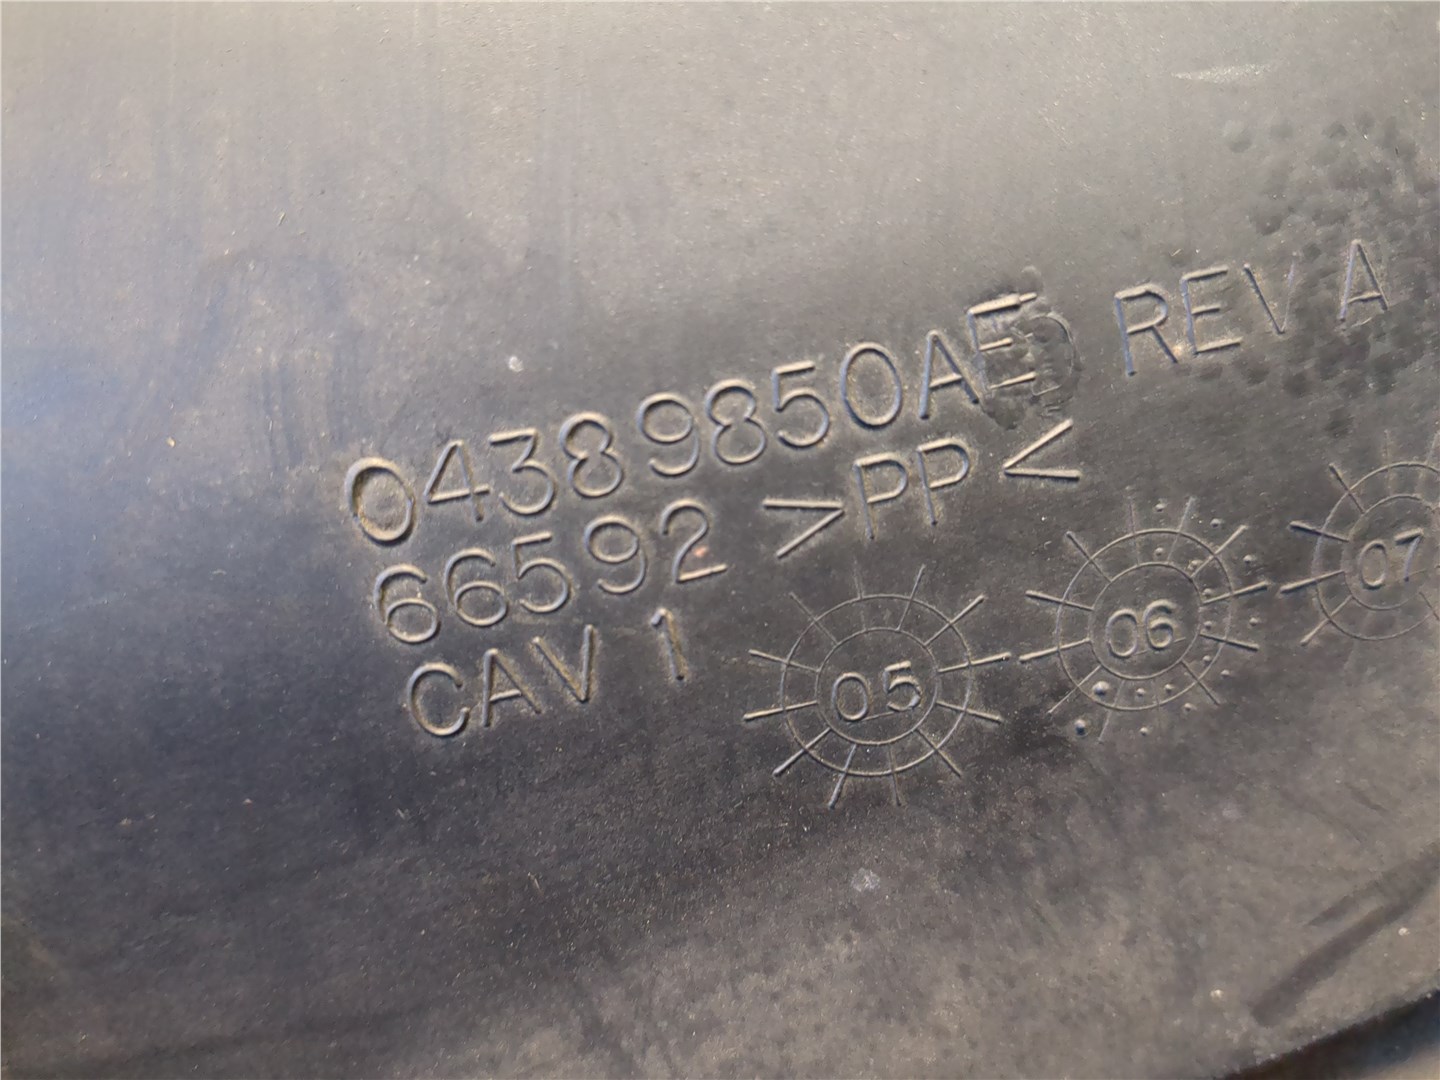 04389850AE REV A
66592 >PP<
CAV 1
05 06 07